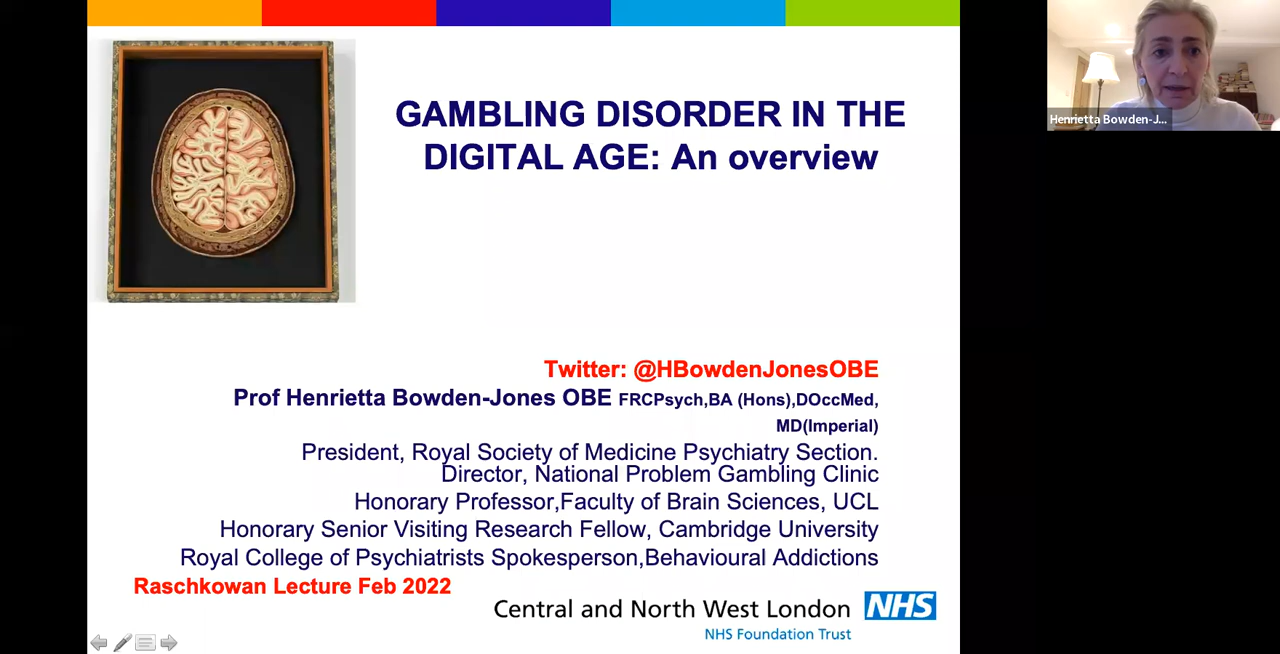 GAMBLING DISORDER IN THE
DIGITAL AGE: An overview
Twitter: @HBowdenJonesOBE
Prof Henrietta Bowden-Jones OBE FRCPsych,BA (Hons),DOccMed,
MD(Imperial)
President, Royal Society of Medicine Psychiatry Section.
Director, National Problem Gambling Clinic
Honorary Professor,Faculty of Brain Sciences, UCL
Honorary Senior Visiting Research Fellow, Cambridge University
Royal College of Psychiatrists Spokesperson,Behavioural Addictions
Raschkowan Lecture Feb 2022
Central and North West London NHS
NHS Foundation Trust
Henrietta Bowden-J...